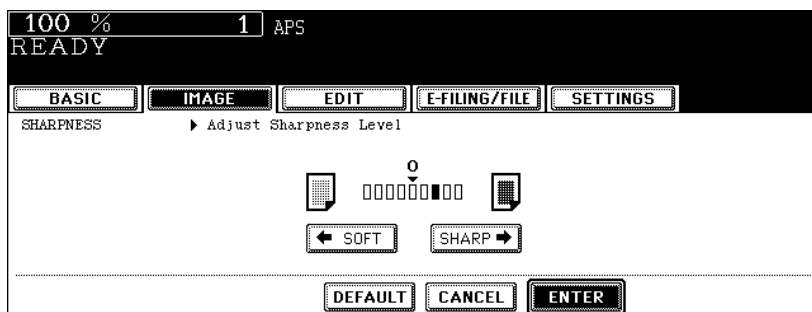 100 % 1 APS
READY
BASIC IMAGE EDIT E-FILING/FILE SETTINGS
SHARPNESS Adjust Sharpness Level
0
SOFT SHARP
DEFAULT CANCEL ENTER